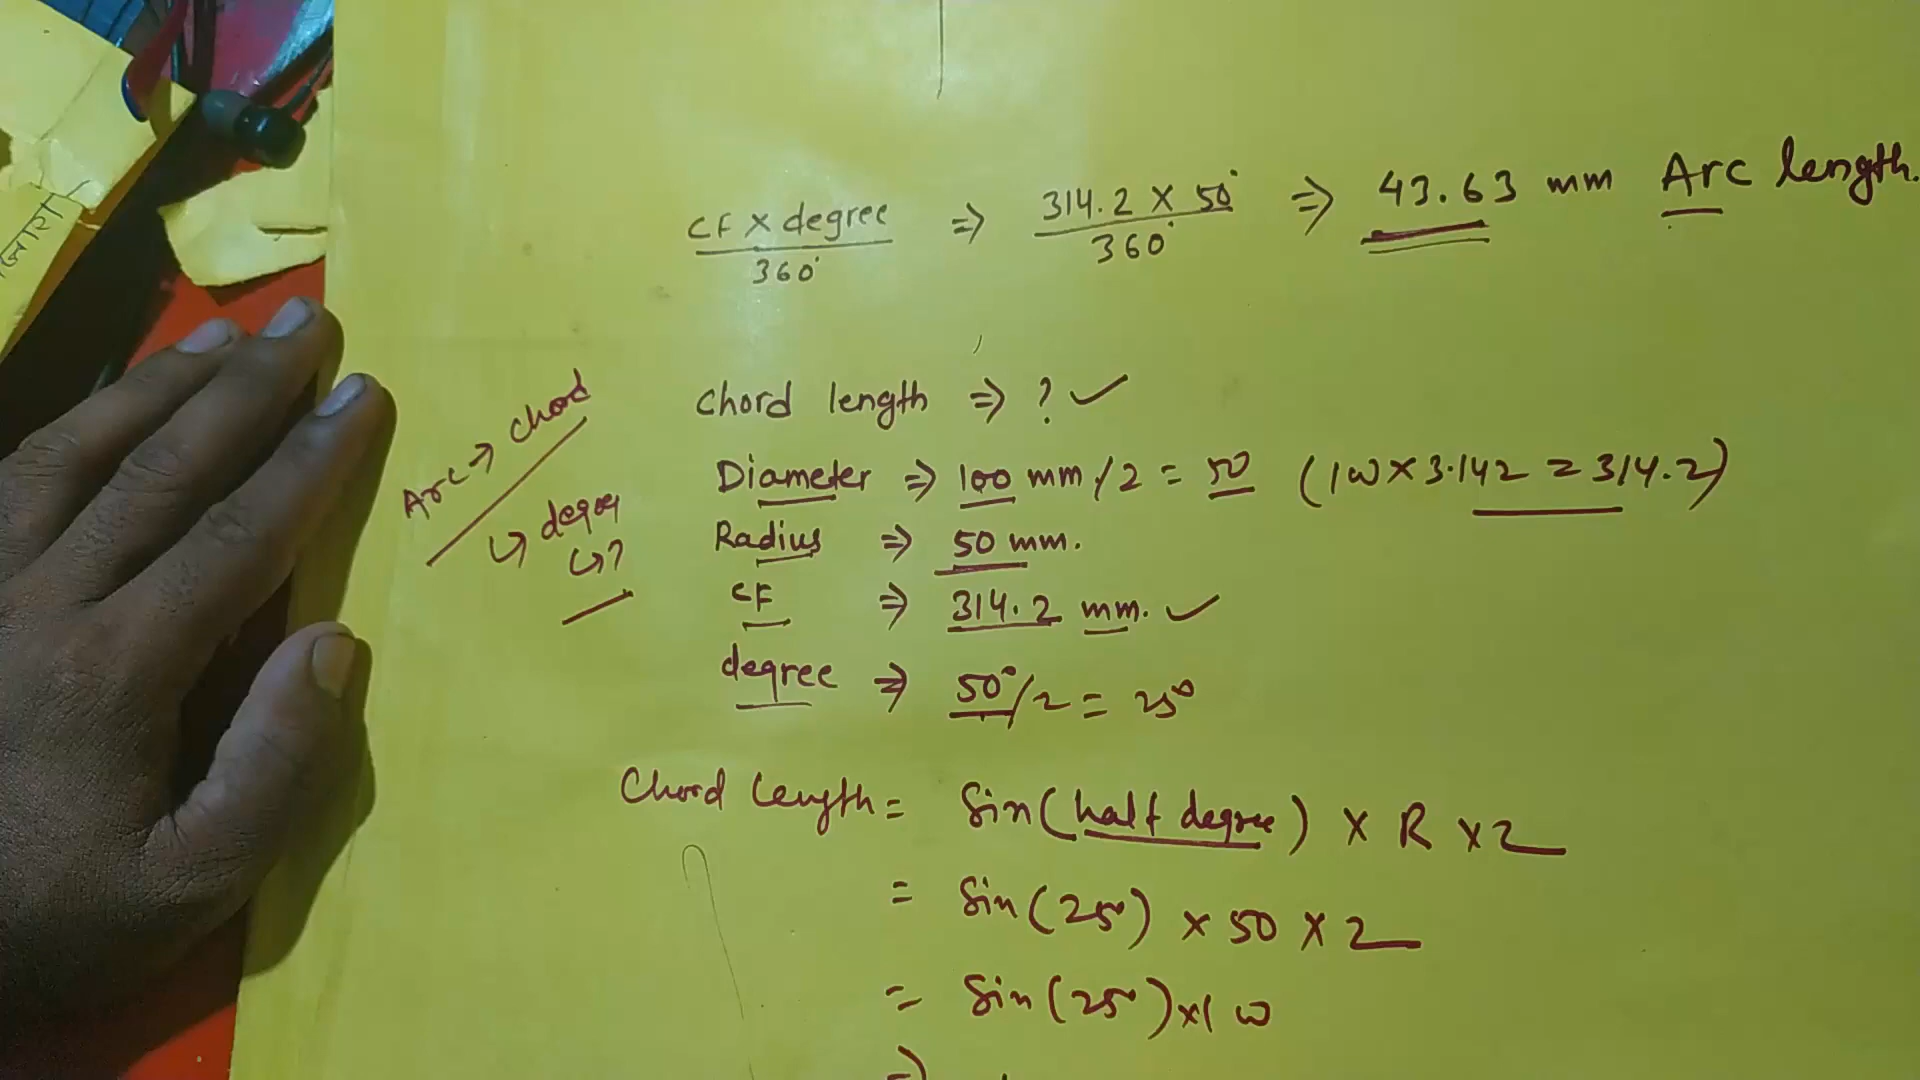 CF X degree / 360° ⇒ 314.2 X 50° / 360° ⇒ 43.63 mm Arc length.
Chord length ⇒ ? ✓
Arc → Chord
↳ degree
↳ ?
Diameter ⇒ 100 mm / 2 = 50 (100 × 3.142 = 314.2)
Radius ⇒ 50 mm.
CF ⇒ 314.2 mm. ✓
degree ⇒ 50° / 2 = 25°
Chord Length = Sin (half degree) × R × 2
= Sin (25°) × 50 × 2
= Sin (25°) × 100
⇒